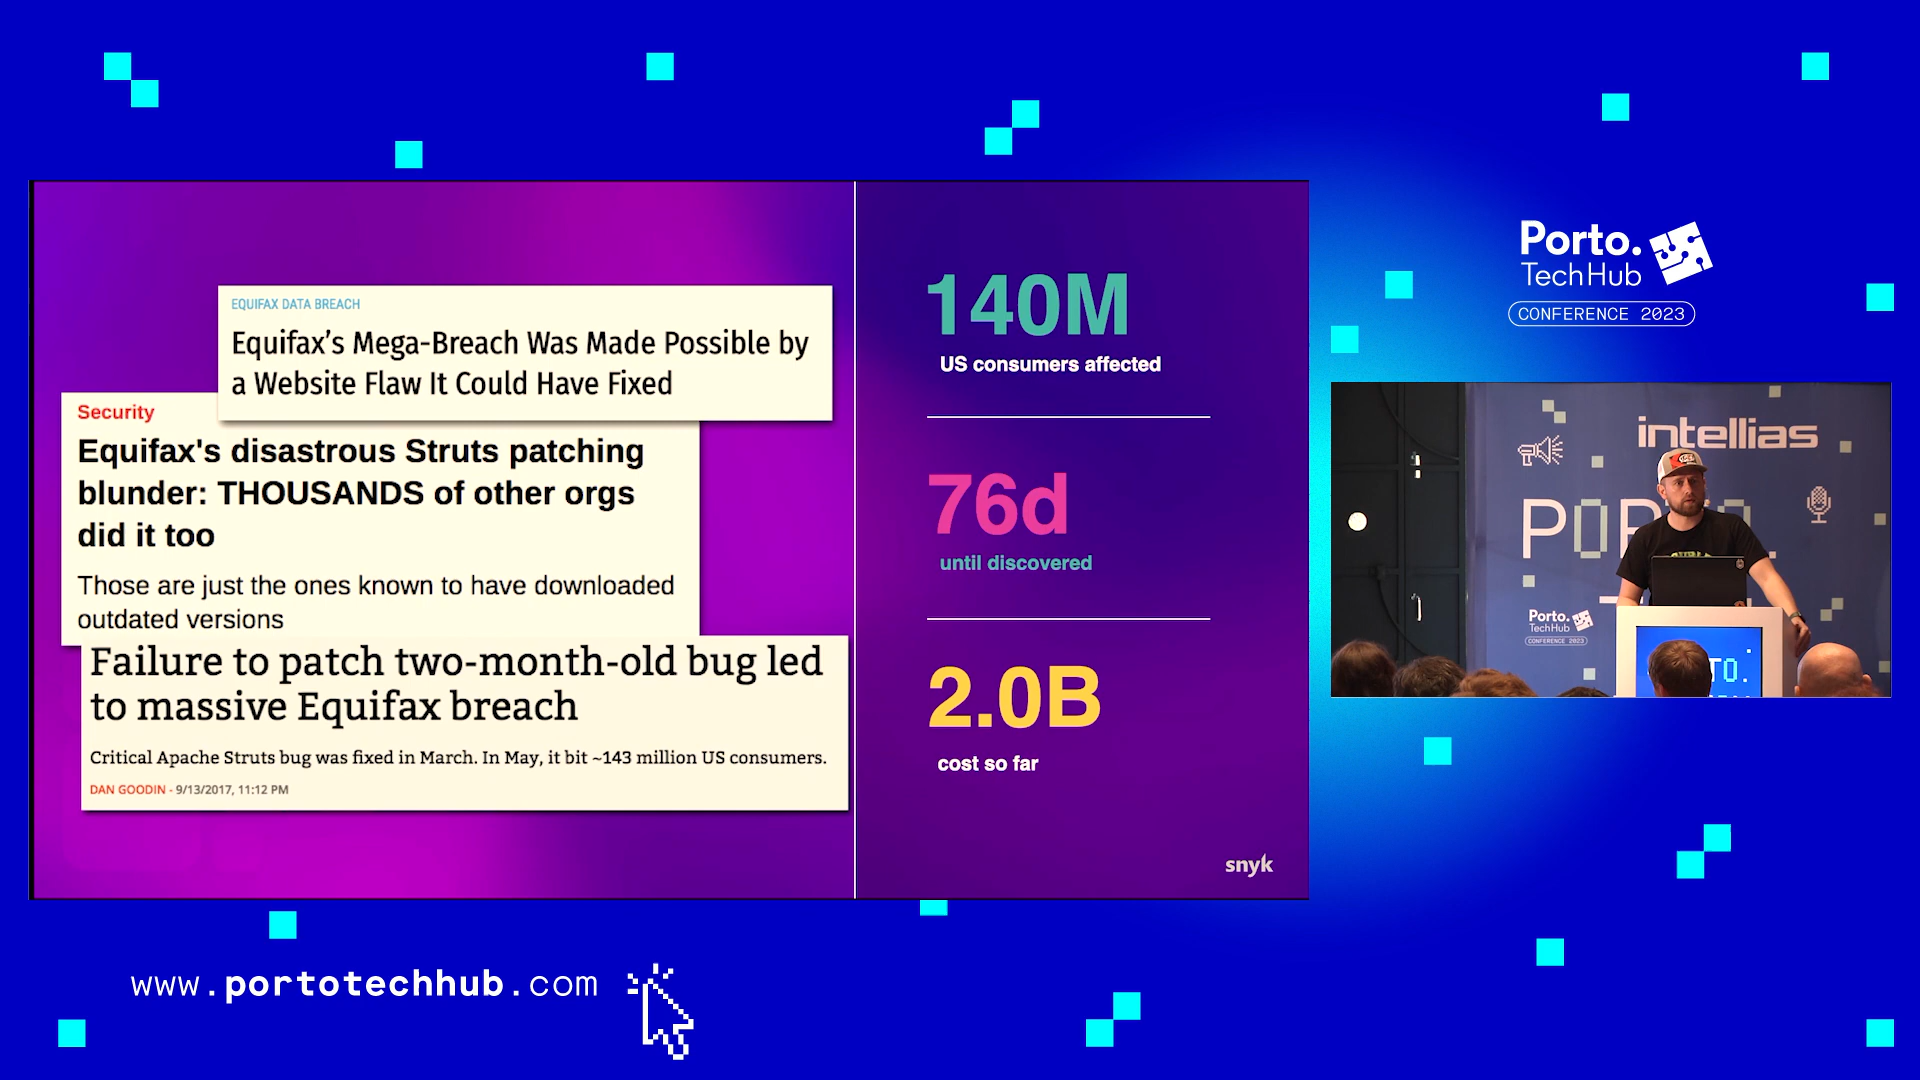 EQUIFAX DATA BREACH
Equifax's Mega-Breach Was Made Possible by
a Website Flaw It Could Have Fixed
Security
Equifax's disastrous Struts patching
blunder: THOUSANDS of other orgs
did it too
Those are just the ones known to have downloaded
outdated versions
Failure to patch two-month-old bug led
to massive Equifax breach
Critical Apache Struts bug was fixed in March. In May, it bit ~143 million US consumers.
DAN GOODIN - 9/13/2017, 11:12 PM
140M
US consumers affected
76d
until discovered
2.0B
cost so far
snyk
Porto.
TechHub
CONFERENCE 2023
intellias
Porto.
TechHub
CONFERENCE 2023
www.portotechhub.com